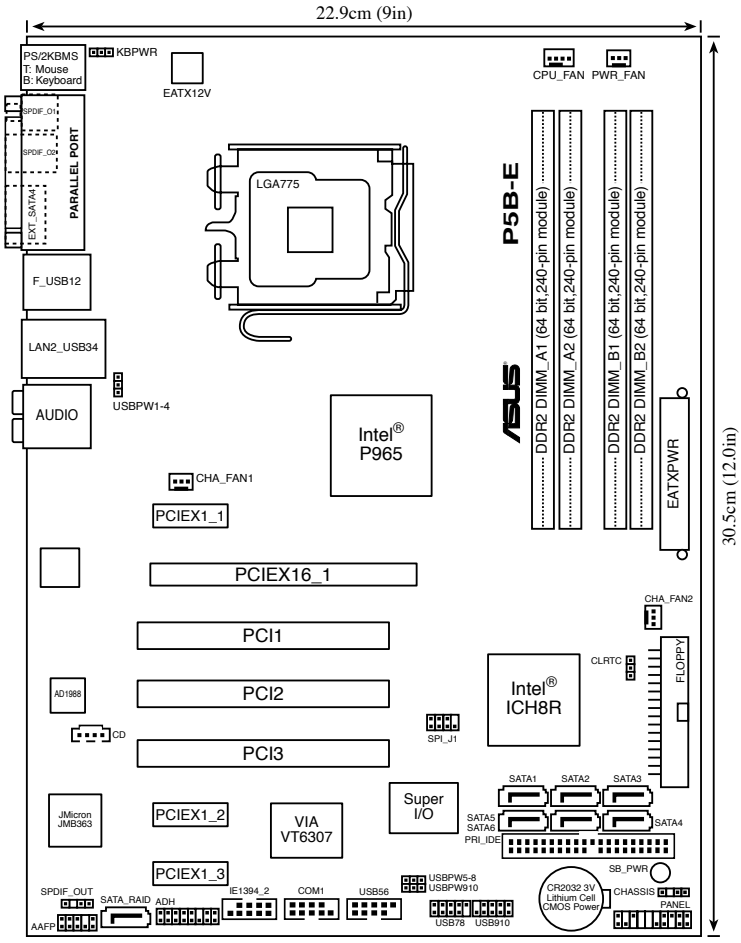 22.9cm (9in)
PS/2KBMS
T: Mouse
B: Keyboard
KBPWR
EATX12V
CPU_FAN
PWR_FAN
SPDIF_O1
SPDIF_O2
EXT_SATA4
PARALLEL PORT
LGA775
P5B-E
ASUS
DDR2 DIMM_A1 (64 bit,240-pin module)
DDR2 DIMM_A2 (64 bit,240-pin module)
DDR2 DIMM_B1 (64 bit,240-pin module)
DDR2 DIMM_B2 (64 bit,240-pin module)
F_USB12
LAN2_USB34
USBPW1-4
AUDIO
Intel®
P965
EATXPWR
30.5cm (12.0in)
CHA_FAN1
PCIEX1_1
PCIEX16_1
CHA_FAN2
PCI1
CLRTC
FLOPPY
AD1988
PCI2
Intel®
ICH8R
CD
SPI_J1
PCI3
SATA1
SATA2
SATA3
JMicron
JMB363
PCIEX1_2
VIA
VT6307
Super
I/O
SATA5
SATA6
SATA4
PRI_IDE
PCIEX1_3
SB_PWR
USBPW5-8
USBPW910
CR2032 3V
Lithium Cell
CMOS Power
CHASSIS
PANEL
SPDIF_OUT
SATA_RAID
ADH
IE1394_2
COM1
USB56
AAFP
USB78
USB910